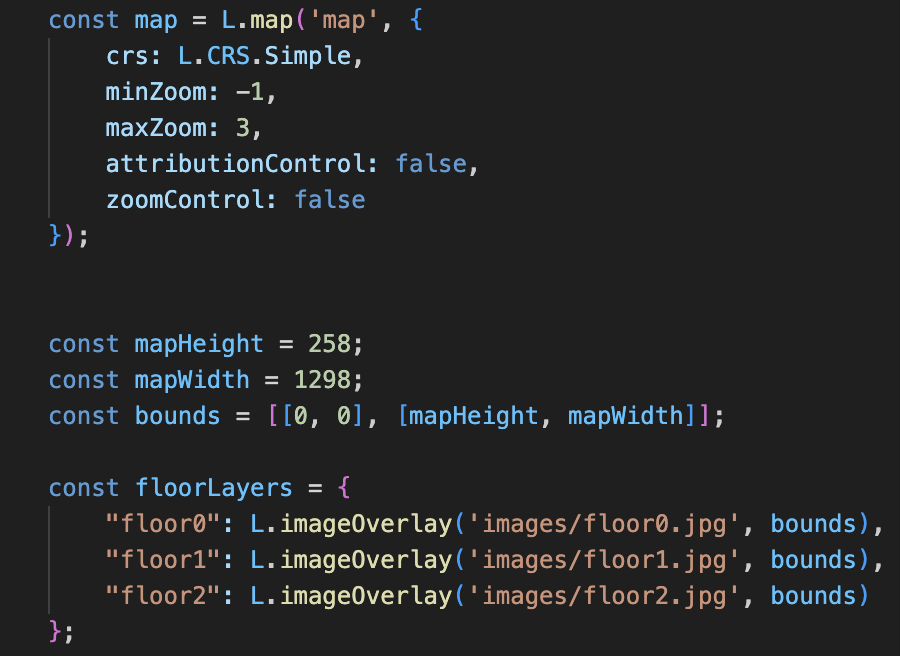 const map = L.map('map', {
    crs: L.CRS.Simple,
    minZoom: -1,
    maxZoom: 3,
    attributionControl: false,
    zoomControl: false
});
const mapHeight = 258;
const mapWidth = 1298;
const bounds = [[0, 0], [mapHeight, mapWidth]];
const floorLayers = {
    "floor0": L.imageOverlay('images/floor0.jpg', bounds),
    "floor1": L.imageOverlay('images/floor1.jpg', bounds),
    "floor2": L.imageOverlay('images/floor2.jpg', bounds)
};